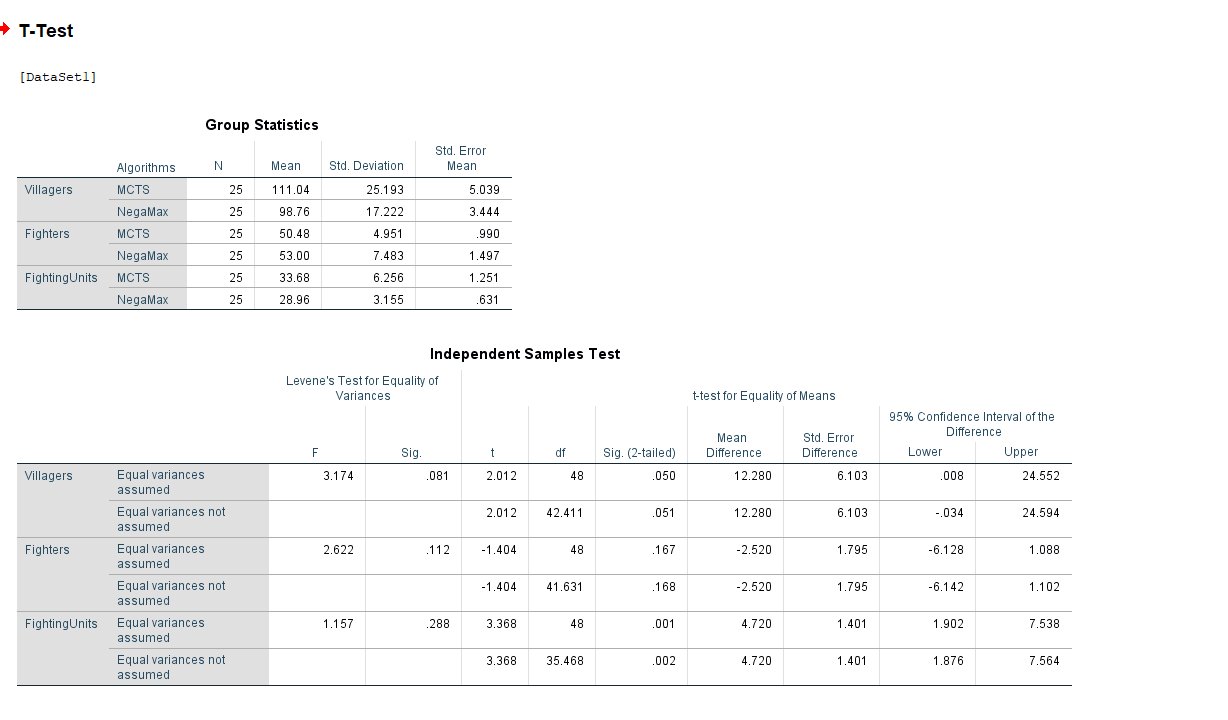 T-Test
[DataSet1]
Group Statistics
Algorithms N Mean Std. Deviation Std. Error Mean
Villagers MCTS 25 111.04 25.193 5.039
NegaMax 25 98.76 17.222 3.444
Fighters MCTS 25 50.48 4.951 .990
NegaMax 25 53.00 7.483 1.497
FightingUnits MCTS 25 33.68 6.256 1.251
NegaMax 25 28.96 3.155 .631
Independent Samples Test
Levene's Test for Equality of Variances
t-test for Equality of Means
95% Confidence Interval of the Difference
F Sig. t df Sig. (2-tailed) Mean Difference Std. Error Difference Lower Upper
Villagers Equal variances assumed 3.174 .081 2.012 48 .050 12.280 6.103 .008 24.552
Equal variances not assumed 2.012 42.411 .051 12.280 6.103 -.034 24.594
Fighters Equal variances assumed 2.622 .112 -1.404 48 .167 -2.520 1.795 -6.128 1.088
Equal variances not assumed -1.404 41.631 .168 -2.520 1.795 -6.142 1.102
FightingUnits Equal variances assumed 1.157 .288 3.368 48 .001 4.720 1.401 1.902 7.538
Equal variances not assumed 3.368 35.468 .002 4.720 1.401 1.876 7.564